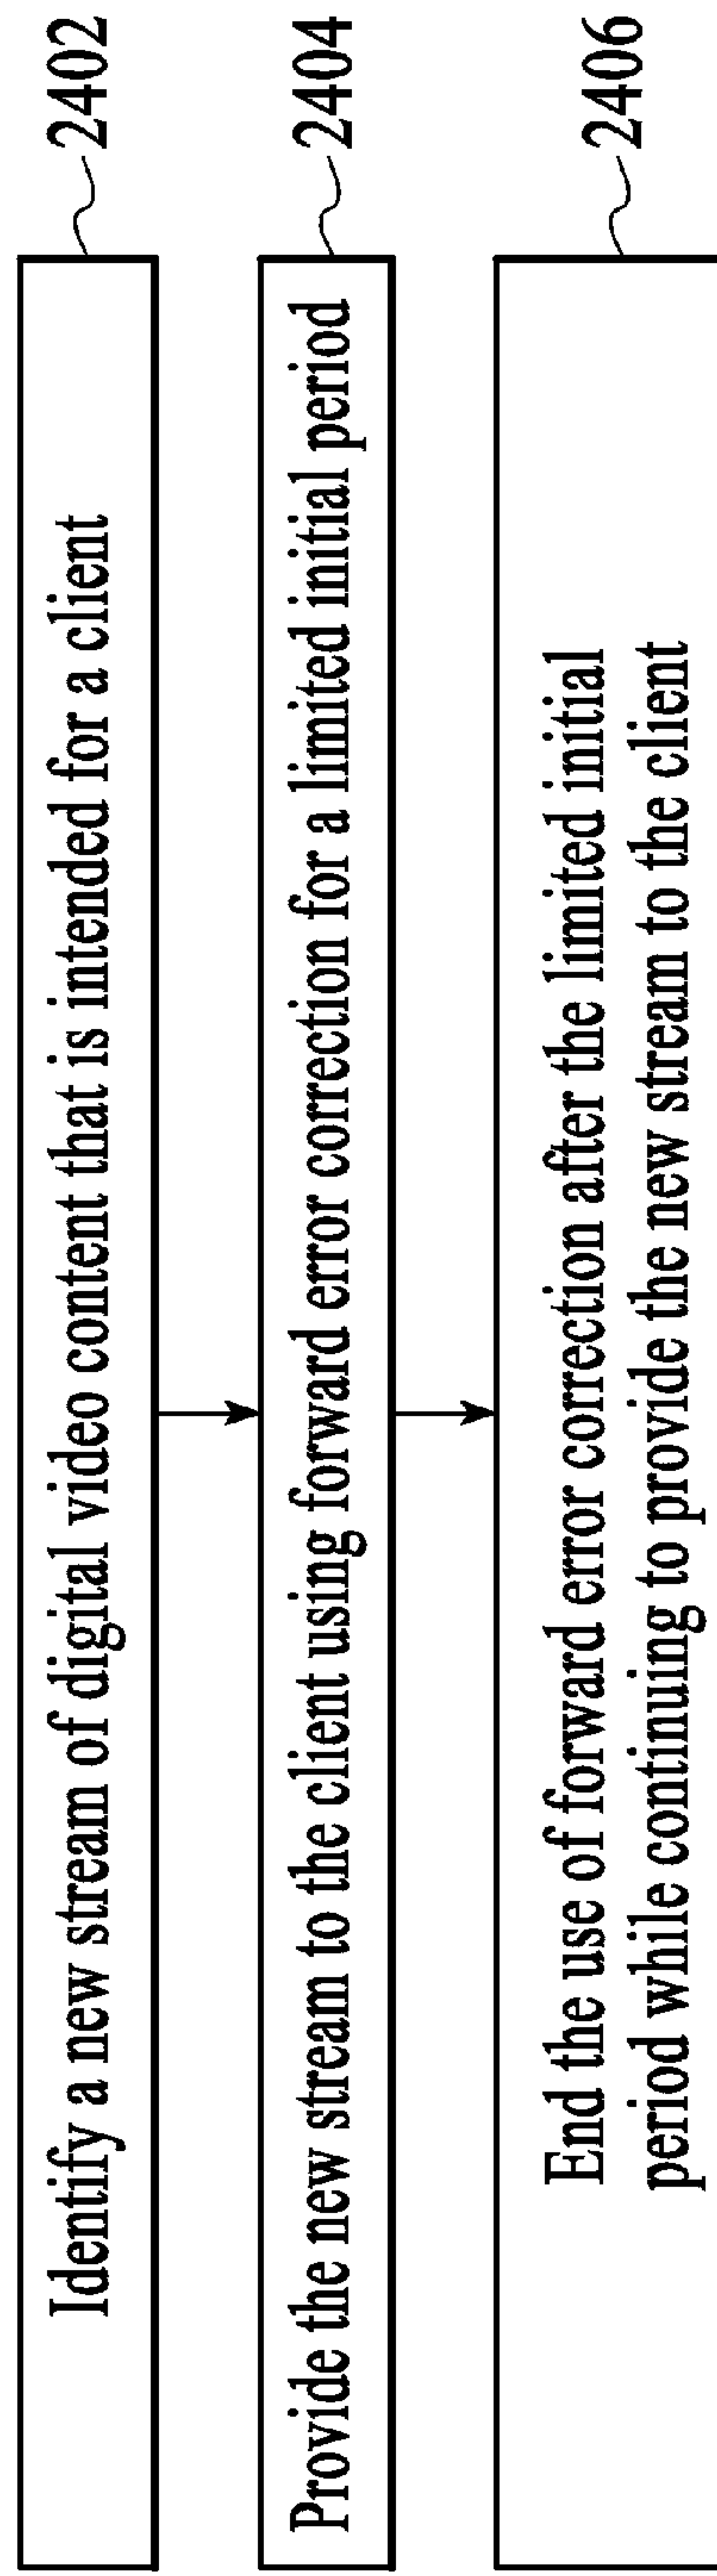 Identify a new stream of digital video content that is intended for a client
2402
Provide the new stream to the client using forward error correction for a limited initial period
2404
End the use of forward error correction after the limited initial
period while continuing to provide the new stream to the client
2406